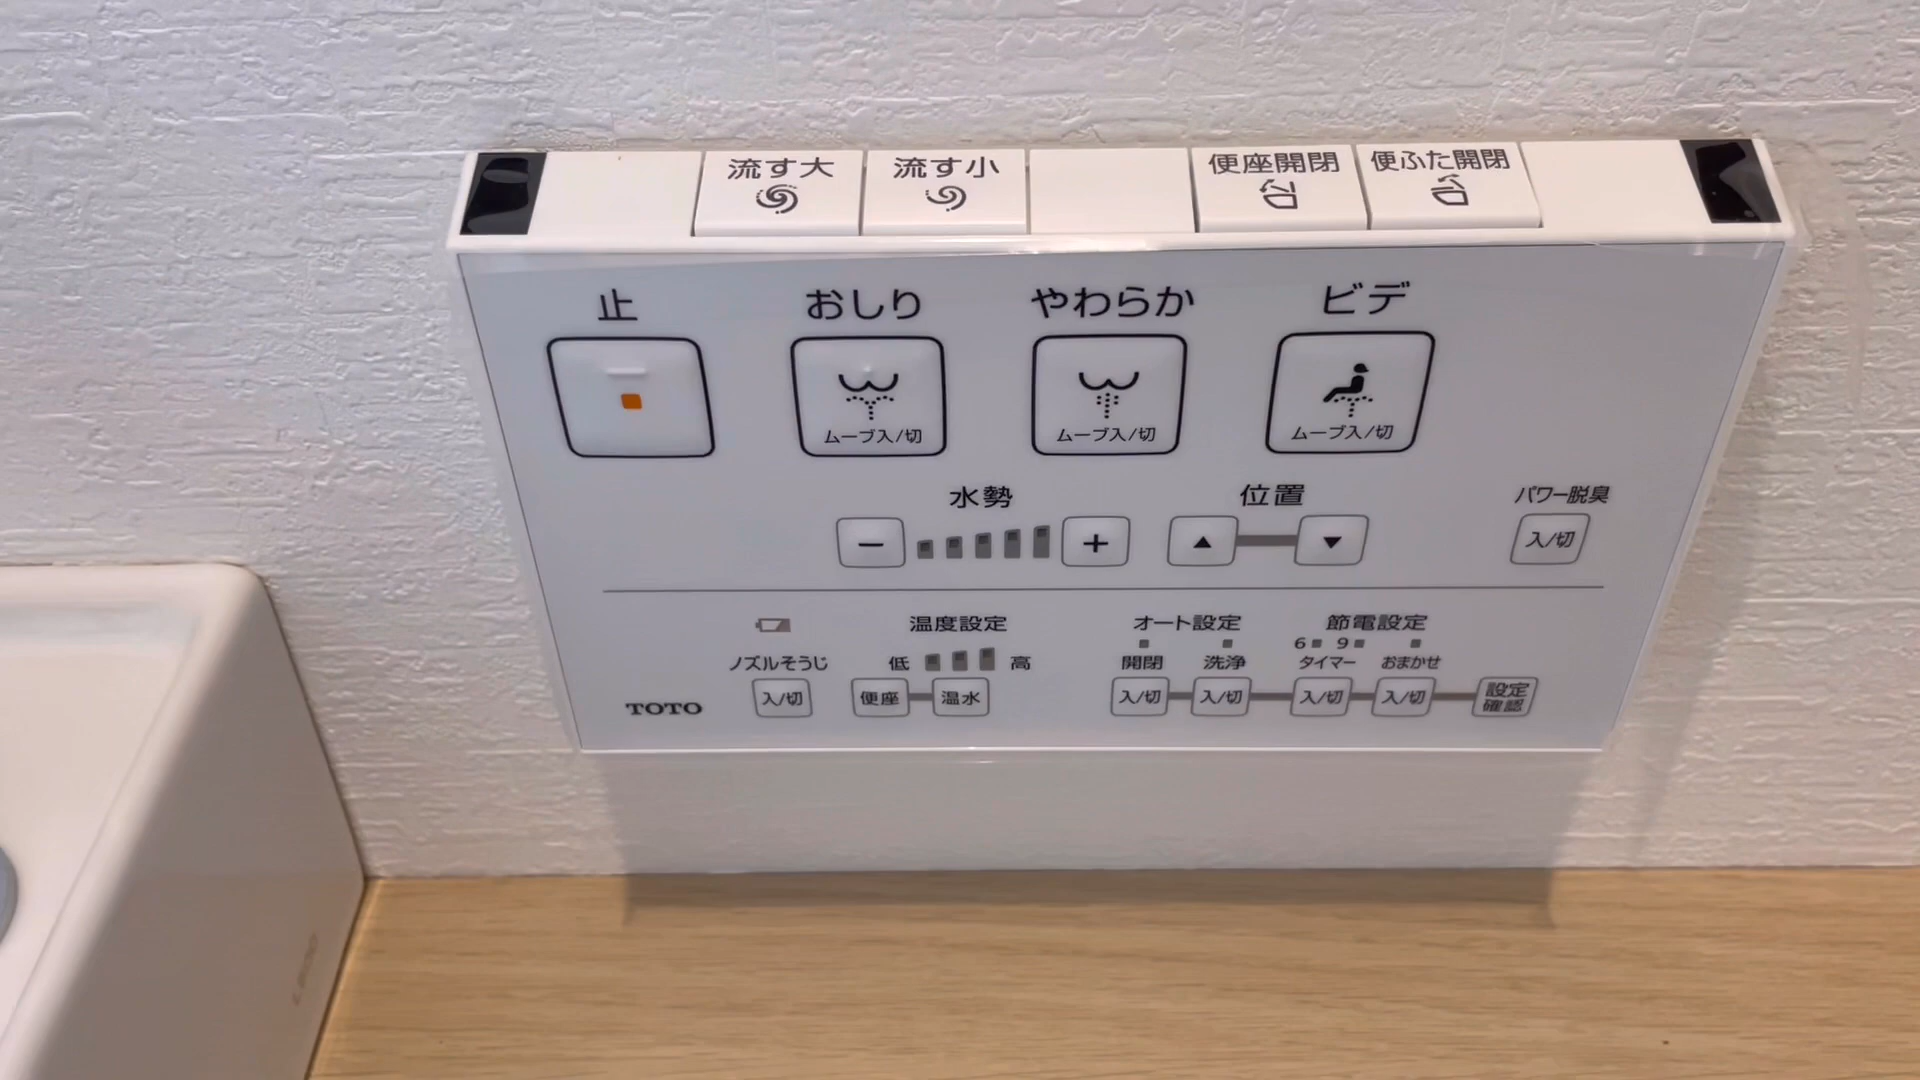 流す大 流す小 便座開閉 便ふた開閉
止 おしり やわらか ビデ
ムーブ入/切 ムーブ入/切 ムーブ入/切
水勢 位置 パワー脱臭
− + ▲ ▼ 入/切
温度設定 オート設定 節電設定
6 9
ノズルそうじ 低 高 開閉 洗浄 タイマー おまかせ
入/切 便座 温水 入/切 入/切 入/切 入/切 設定
確認
TOTO